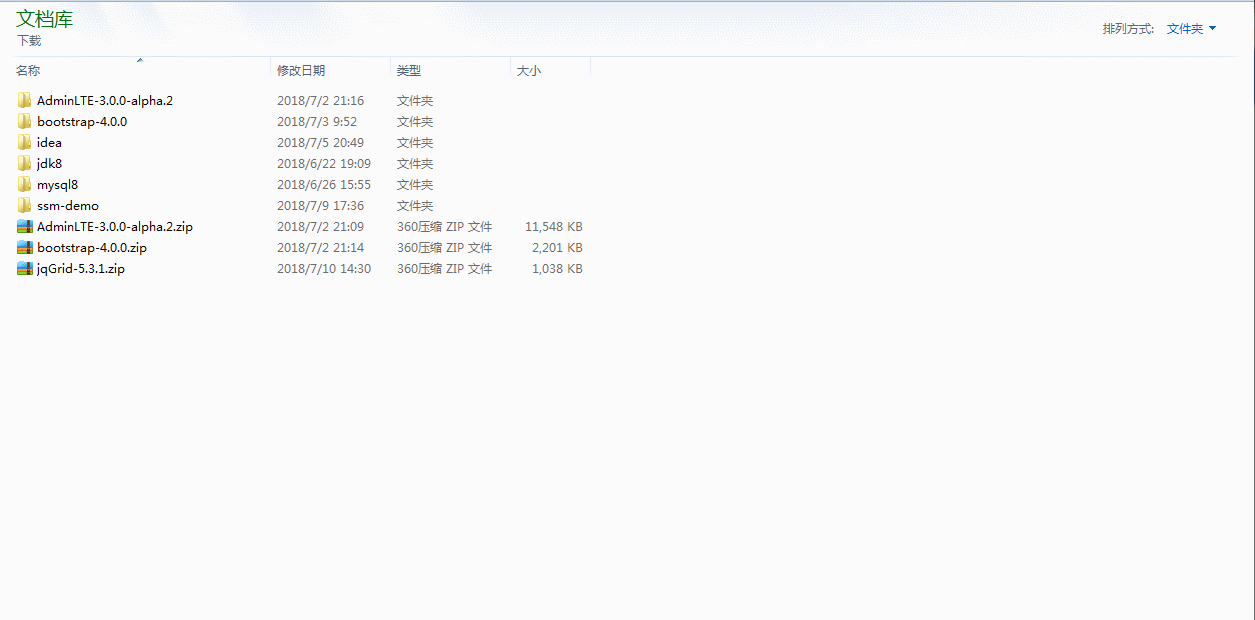 文档库
下载
排列方式: 文件夹
名称 修改日期 类型 大小
AdminLTE-3.0.0-alpha.2 2018/7/2 21:16 文件夹
bootstrap-4.0.0 2018/7/3 9:52 文件夹
idea 2018/7/5 20:49 文件夹
jdk8 2018/6/22 19:09 文件夹
mysql8 2018/6/26 15:55 文件夹
ssm-demo 2018/7/9 17:36 文件夹
AdminLTE-3.0.0-alpha.2.zip 2018/7/2 21:09 360压缩 ZIP 文件 11,548 KB
bootstrap-4.0.0.zip 2018/7/2 21:14 360压缩 ZIP 文件 2,201 KB
jqGrid-5.3.1.zip 2018/7/10 14:30 360压缩 ZIP 文件 1,038 KB